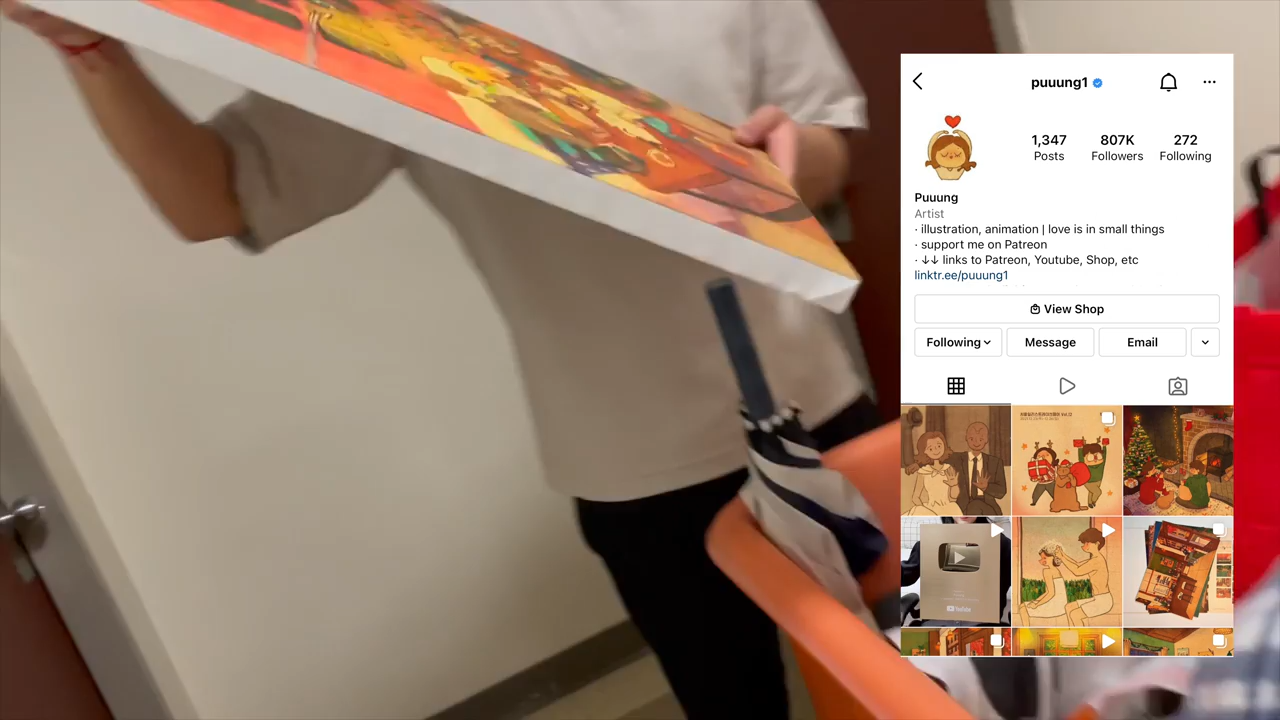 puuung1
1,347
807K
272
Posts
Followers
Following
Puuung
Artist
· illustration, animation | love is in small things
· support me on Patreon
· ↓↓ links to Patreon, Youtube, Shop, etc
linktr.ee/puuung1
View Shop
Following
Message
Email
YouTube